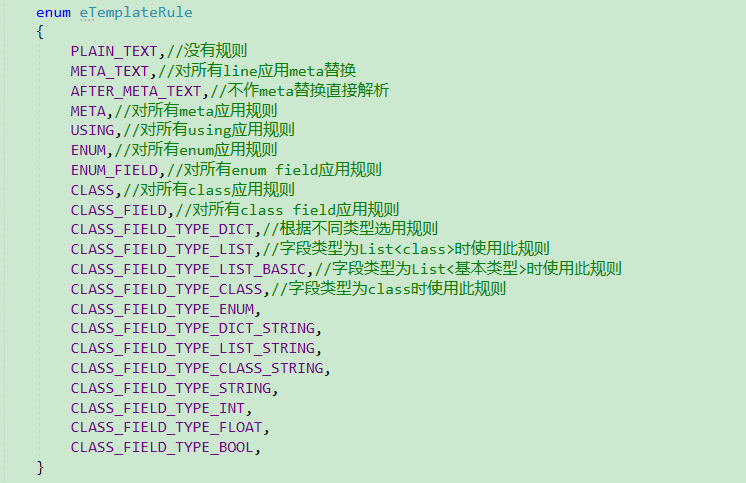 enum eTemplateRule
{
PLAIN_TEXT,//没有规则
META_TEXT,//对所有line应用meta替换
AFTER_META_TEXT,//不作meta替换直接解析
META,//对所有meta应用规则
USING,//对所有using应用规则
ENUM,//对所有enum应用规则
ENUM_FIELD,//对所有enum field应用规则
CLASS,//对所有class应用规则
CLASS_FIELD,//对所有class field应用规则
CLASS_FIELD_TYPE_DICT,//根据不同类型选用规则
CLASS_FIELD_TYPE_LIST,//字段类型为List<class>时使用此规则
CLASS_FIELD_TYPE_LIST_BASIC,//字段类型为List<基本类型>时使用此规则
CLASS_FIELD_TYPE_CLASS,//字段类型为class时使用此规则
CLASS_FIELD_TYPE_ENUM,
CLASS_FIELD_TYPE_DICT_STRING,
CLASS_FIELD_TYPE_LIST_STRING,
CLASS_FIELD_TYPE_CLASS_STRING,
CLASS_FIELD_TYPE_STRING,
CLASS_FIELD_TYPE_INT,
CLASS_FIELD_TYPE_FLOAT,
CLASS_FIELD_TYPE_BOOL,
}